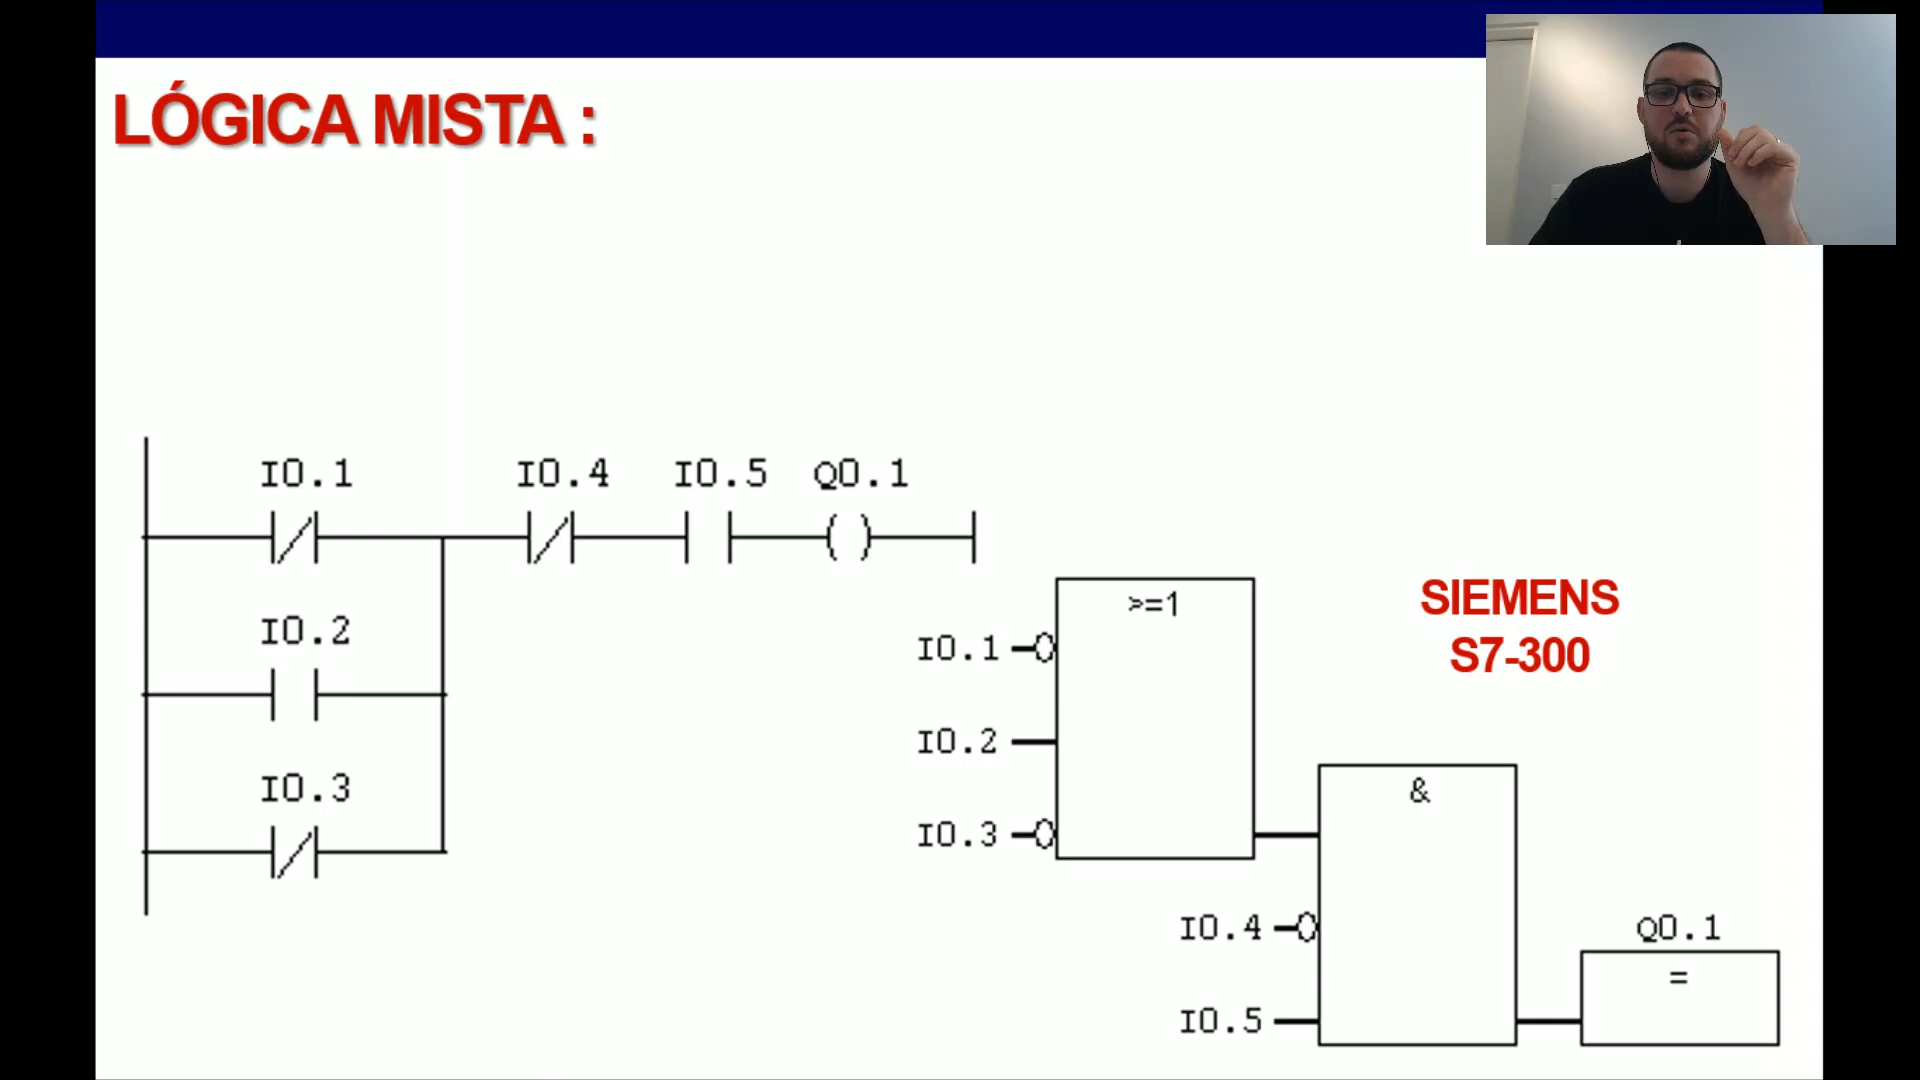 LÓGICA MISTA :
I0.1 I0.4 I0.5 Q0.1
I0.2
I0.3
>=1
I0.1
I0.2
I0.3
SIEMENS
S7-300
&
I0.4
I0.5
Q0.1
=